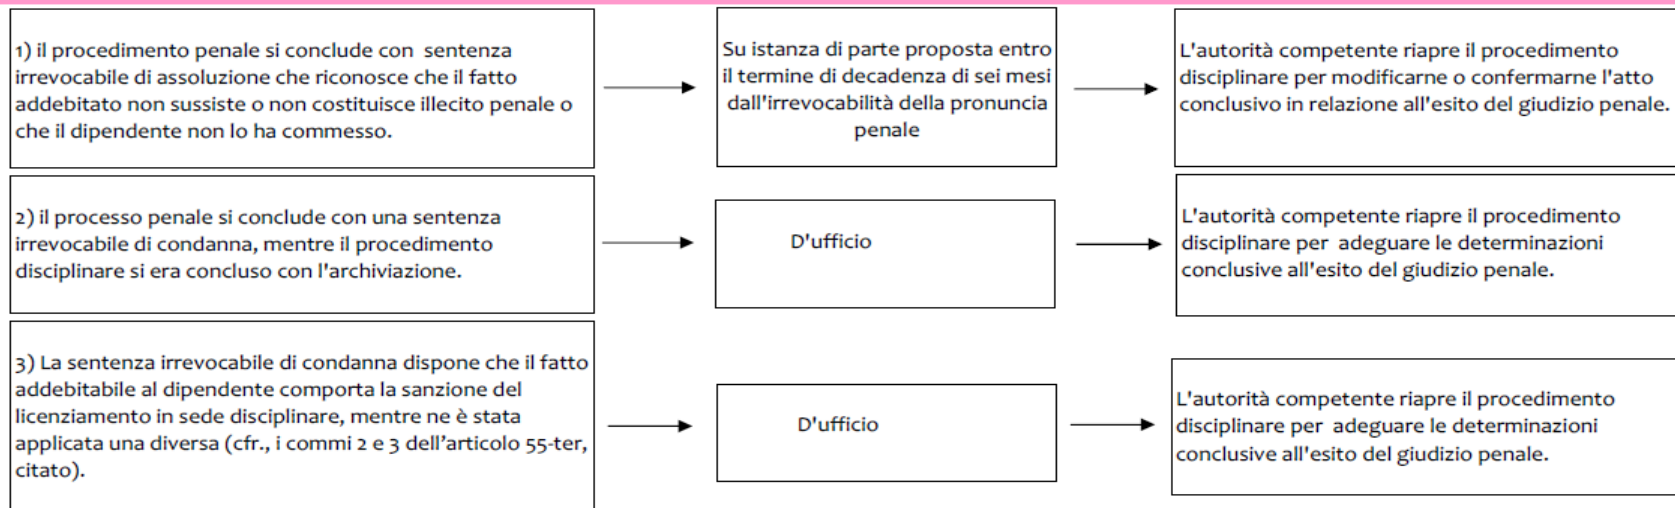 1) il procedimento penale si conclude con sentenza
irrevocabile di assoluzione che riconosce che il fatto
addebitato non sussiste o non costituisce illecito penale o
che il dipendente non lo ha commesso.
Su istanza di parte proposta entro
il termine di decadenza di sei mesi
dall'irrevocabilità della pronuncia
penale
L'autorità competente riapre il procedimento
disciplinare per modificarne o confermarne l'atto
conclusivo in relazione all'esito del giudizio penale.
2) il processo penale si conclude con una sentenza
irrevocabile di condanna, mentre il procedimento
disciplinare si era concluso con l'archiviazione.
D'ufficio
L'autorità competente riapre il procedimento
disciplinare per adeguare le determinazioni
conclusive all'esito del giudizio penale.
3) La sentenza irrevocabile di condanna dispone che il fatto
addebitabile al dipendente comporta la sanzione del
licenziamento in sede disciplinare, mentre ne è stata
applicata una diversa (cfr., i commi 2 e 3 dell'articolo 55-ter,
citato).
D'ufficio
L'autorità competente riapre il procedimento
disciplinare per adeguare le determinazioni
conclusive all'esito del giudizio penale.